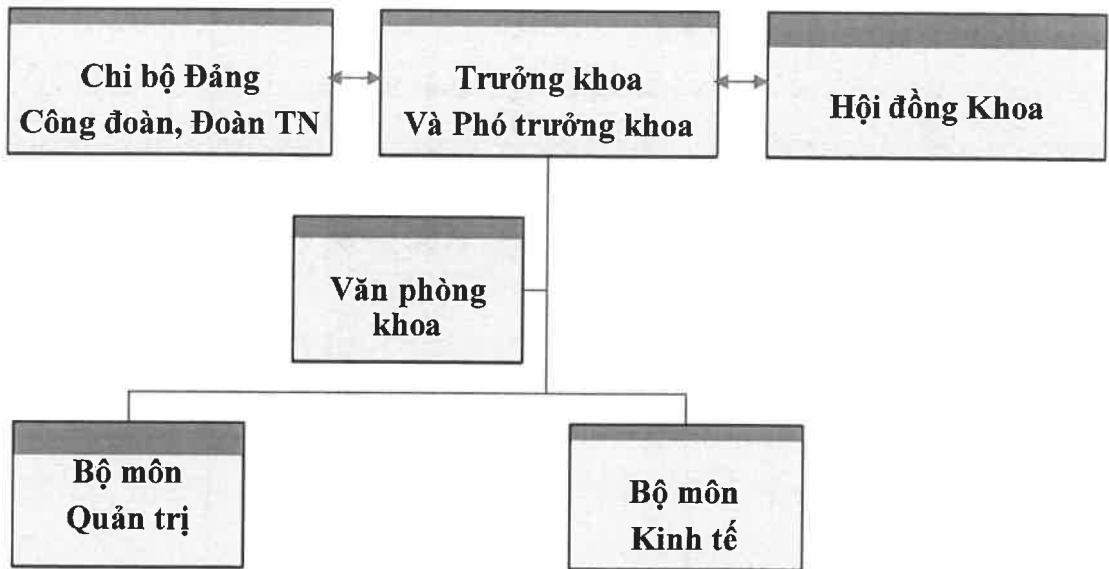 Chi bộ Đảng
Công đoàn, Đoàn TN
Trưởng khoa
Và Phó trưởng khoa
Hội đồng Khoa
Văn phòng
khoa
Bộ môn
Quản trị
Bộ môn
Kinh tế